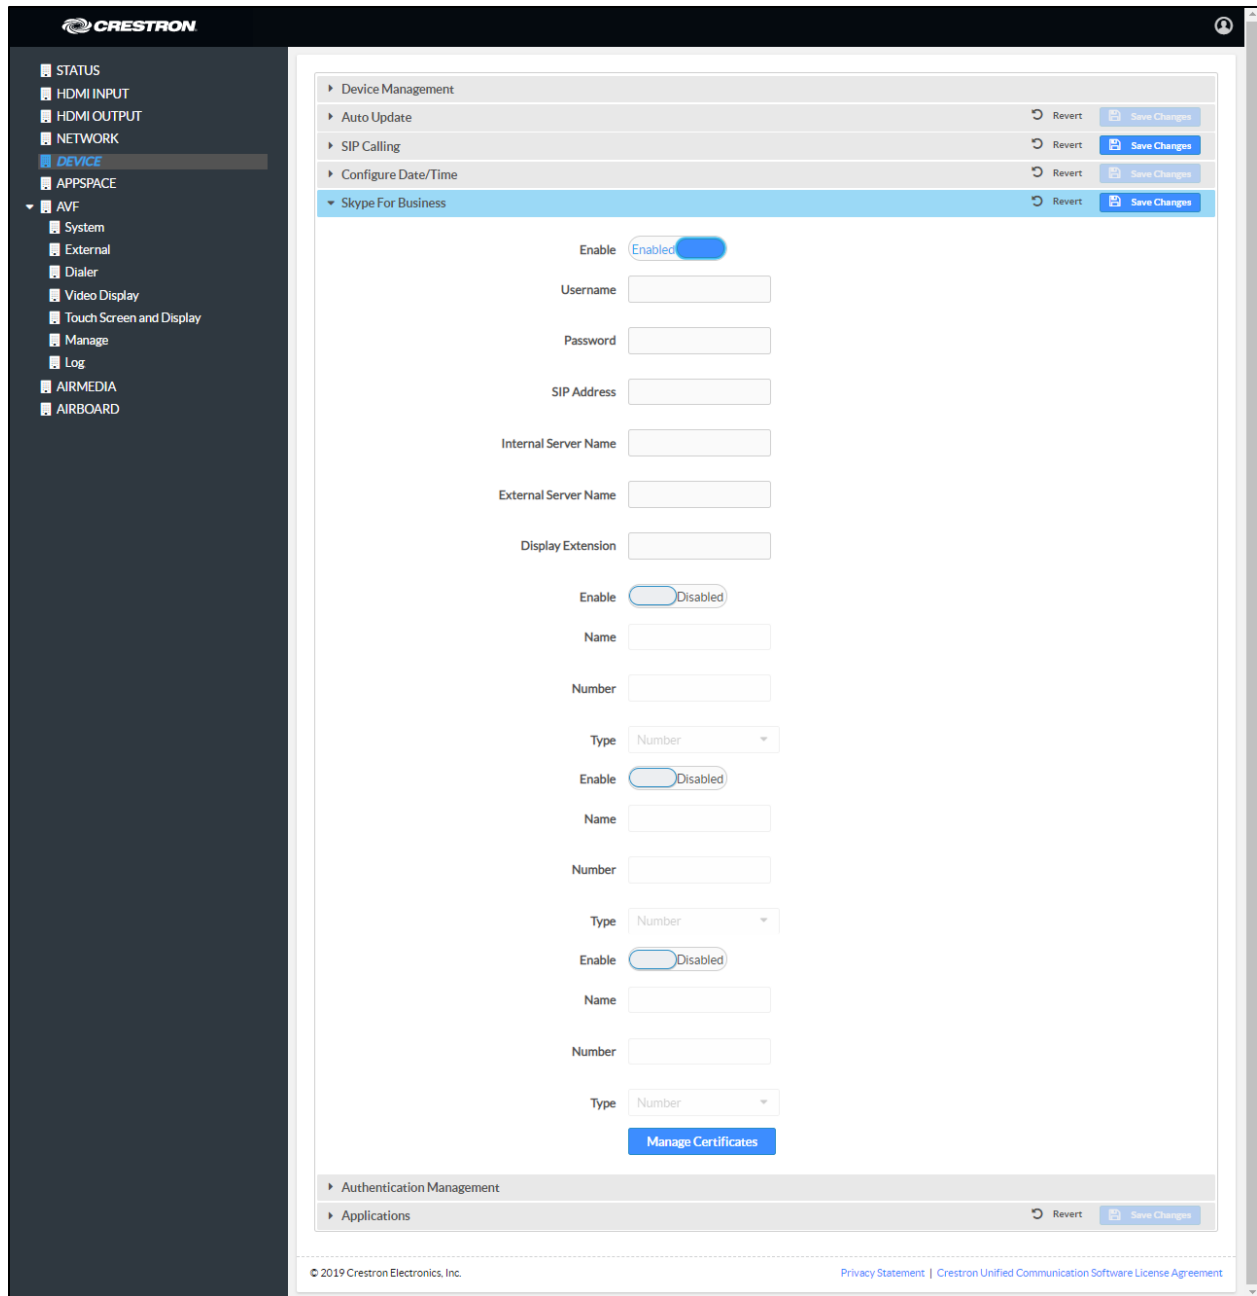 CRESTRON
STATUS
HDMI INPUT
HDMI OUTPUT
NETWORK
DEVICE
APPSPACE
AVF
System
External
Dialer
Video Display
Touch Screen and Display
Manage
Log
AIRMEDIA
AIRBOARD
Device Management
Auto Update Revert Save Changes
SIP Calling Revert Save Changes
Configure Date/Time Revert Save Changes
Skype For Business Revert Save Changes
Enable Enabled
Username
Password
SIP Address
Internal Server Name
External Server Name
Display Extension
Enable Disabled
Name
Number
Type Number
Enable Disabled
Name
Number
Type Number
Enable Disabled
Name
Number
Type Number
Manage Certificates
Authentication Management
Applications Revert Save Changes
© 2019 Crestron Electronics, Inc. Privacy Statement | Crestron Unified Communication Software License Agreement